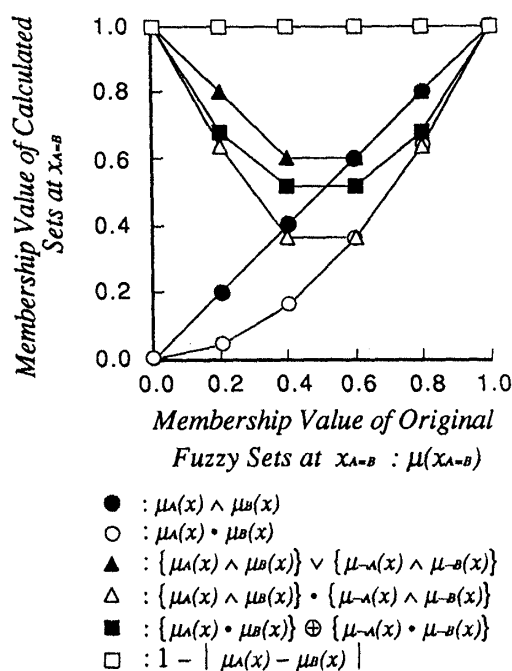 Membership Value of Calculated
Sets at xA=B
1.0
0.8
0.6
0.4
0.2
0.0
0.0 0.2 0.4 0.6 0.8 1.0
Membership Value of Original
Fuzzy Sets at xA=B : μ(xA=B)
● : μA(x) ∧ μB(x)
○ : μA(x) • μB(x)
▲ : {μA(x) ∧ μB(x)} ∨ {μ¬A(x) ∧ μ¬B(x)}
△ : {μA(x) ∧ μB(x)} • {μ¬A(x) ∧ μ¬B(x)}
■ : {μA(x) • μB(x)} ⊕ {μ¬A(x) • μ¬B(x)}
□ : 1 − | μA(x) − μB(x) |